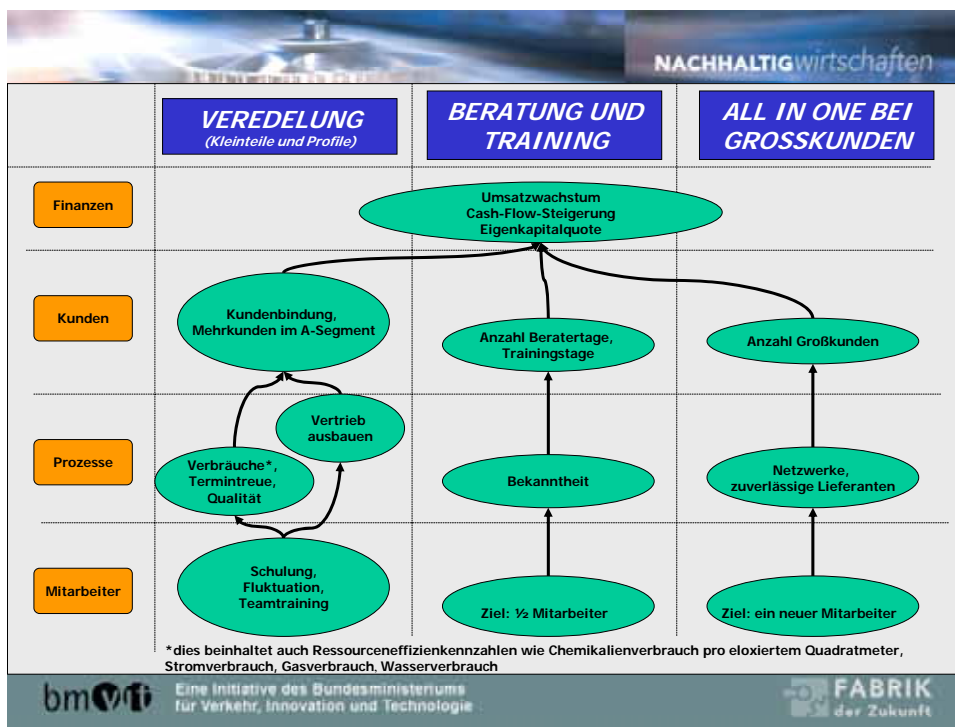 NACHHALTIGwirtschaften
VEREDELUNG
(Kleinteile und Profile)
BERATUNG UND
TRAINING
ALL IN ONE BEI
GROSSKUNDEN
Finanzen
Umsatzwachstum
Cash-Flow-Steigerung
Eigenkapitalquote
Kunden
Kundenbindung,
Mehrkunden im A-Segment
Anzahl Beratertage,
Trainingstage
Anzahl Großkunden
Prozesse
Vertrieb
ausbauen
Verbräuche*,
Termintreue,
Qualität
Bekanntheit
Netzwerke,
zuverlässige Lieferanten
Mitarbeiter
Schulung,
Fluktuation,
Teamtraining
Ziel: ½ Mitarbeiter
Ziel: ein neuer Mitarbeiter
*dies beinhaltet auch Ressourceneffizienkennzahlen wie Chemikalienverbrauch pro eloxiertem Quadratmeter,
Stromverbrauch, Gasverbrauch, Wasserverbrauch
bmvit
Eine Initiative des Bundesministeriums
für Verkehr, Innovation und Technologie
FABRIK
der Zukunft